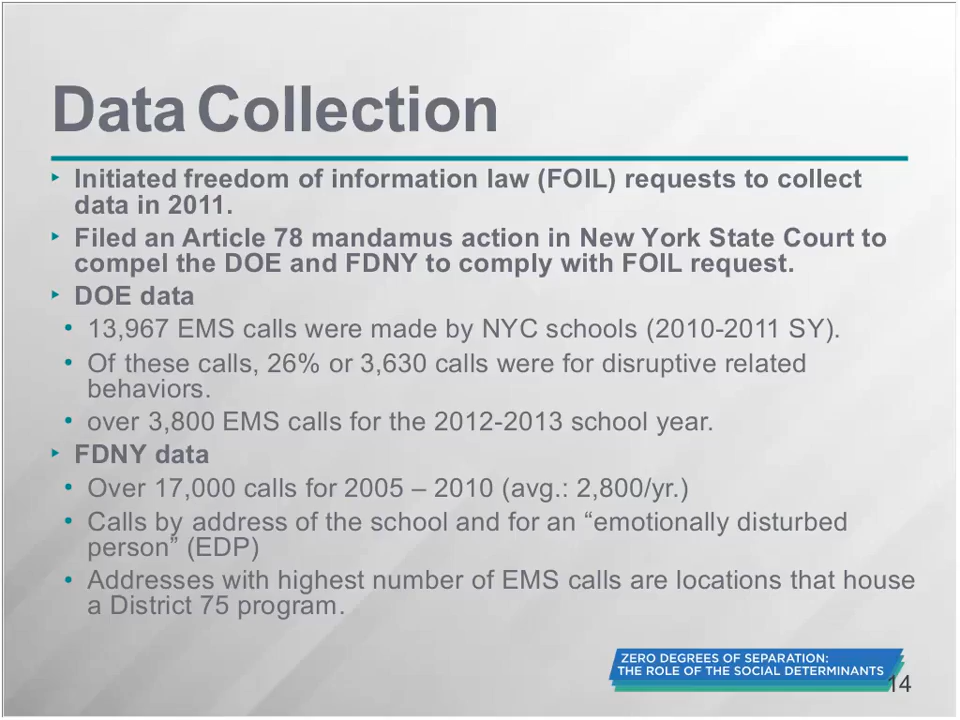 Data Collection
‣ Initiated freedom of information law (FOIL) requests to collect
data in 2011.
‣ Filed an Article 78 mandamus action in New York State Court to
compel the DOE and FDNY to comply with FOIL request.
‣ DOE data
• 13,967 EMS calls were made by NYC schools (2010-2011 SY).
• Of these calls, 26% or 3,630 calls were for disruptive related
behaviors.
• over 3,800 EMS calls for the 2012-2013 school year.
‣ FDNY data
• Over 17,000 calls for 2005 – 2010 (avg.: 2,800/yr.)
• Calls by address of the school and for an “emotionally disturbed
person” (EDP)
• Addresses with highest number of EMS calls are locations that house
a District 75 program.
ZERO DEGREES OF SEPARATION:
THE ROLE OF THE SOCIAL DETERMINANTS
14